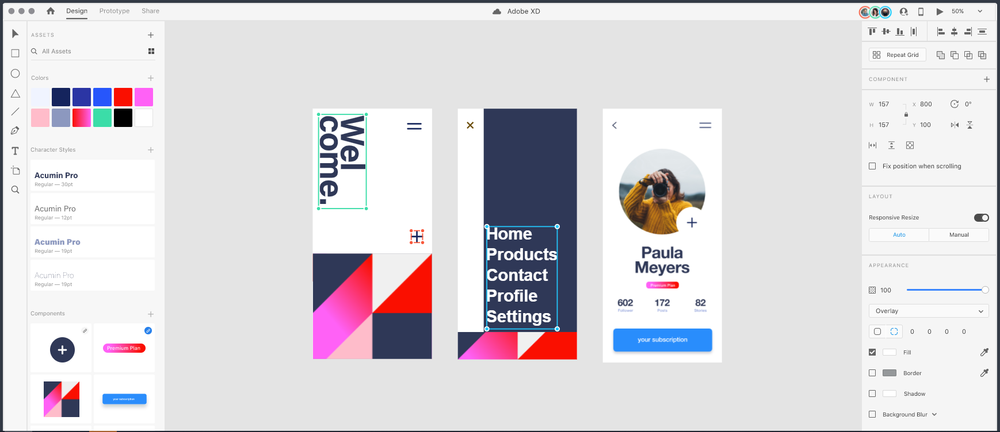 Design Prototype Share
Adobe XD
50%
ASSETS
All Assets
Colors
Character Styles
Acumin Pro
Regular — 30pt
Acumin Pro
Regular — 12pt
Acumin Pro
Regular — 19pt
Acumin Pro
Regular — 19pt
Components
Premium Plan
your subscription
Wel
come.
Home
Products
Contact
Profile
Settings
Paula
Meyers
Premium Plan
602 172 82
Follower Posts Stories
your subscription
Repeat Grid
COMPONENT
W 157 X 800 0°
H 157 Y 100
Fix position when scrolling
LAYOUT
Responsive Resize
Auto Manual
APPEARANCE
100
Overlay
0 0 0 0
Fill
Border
Shadow
Background Blur